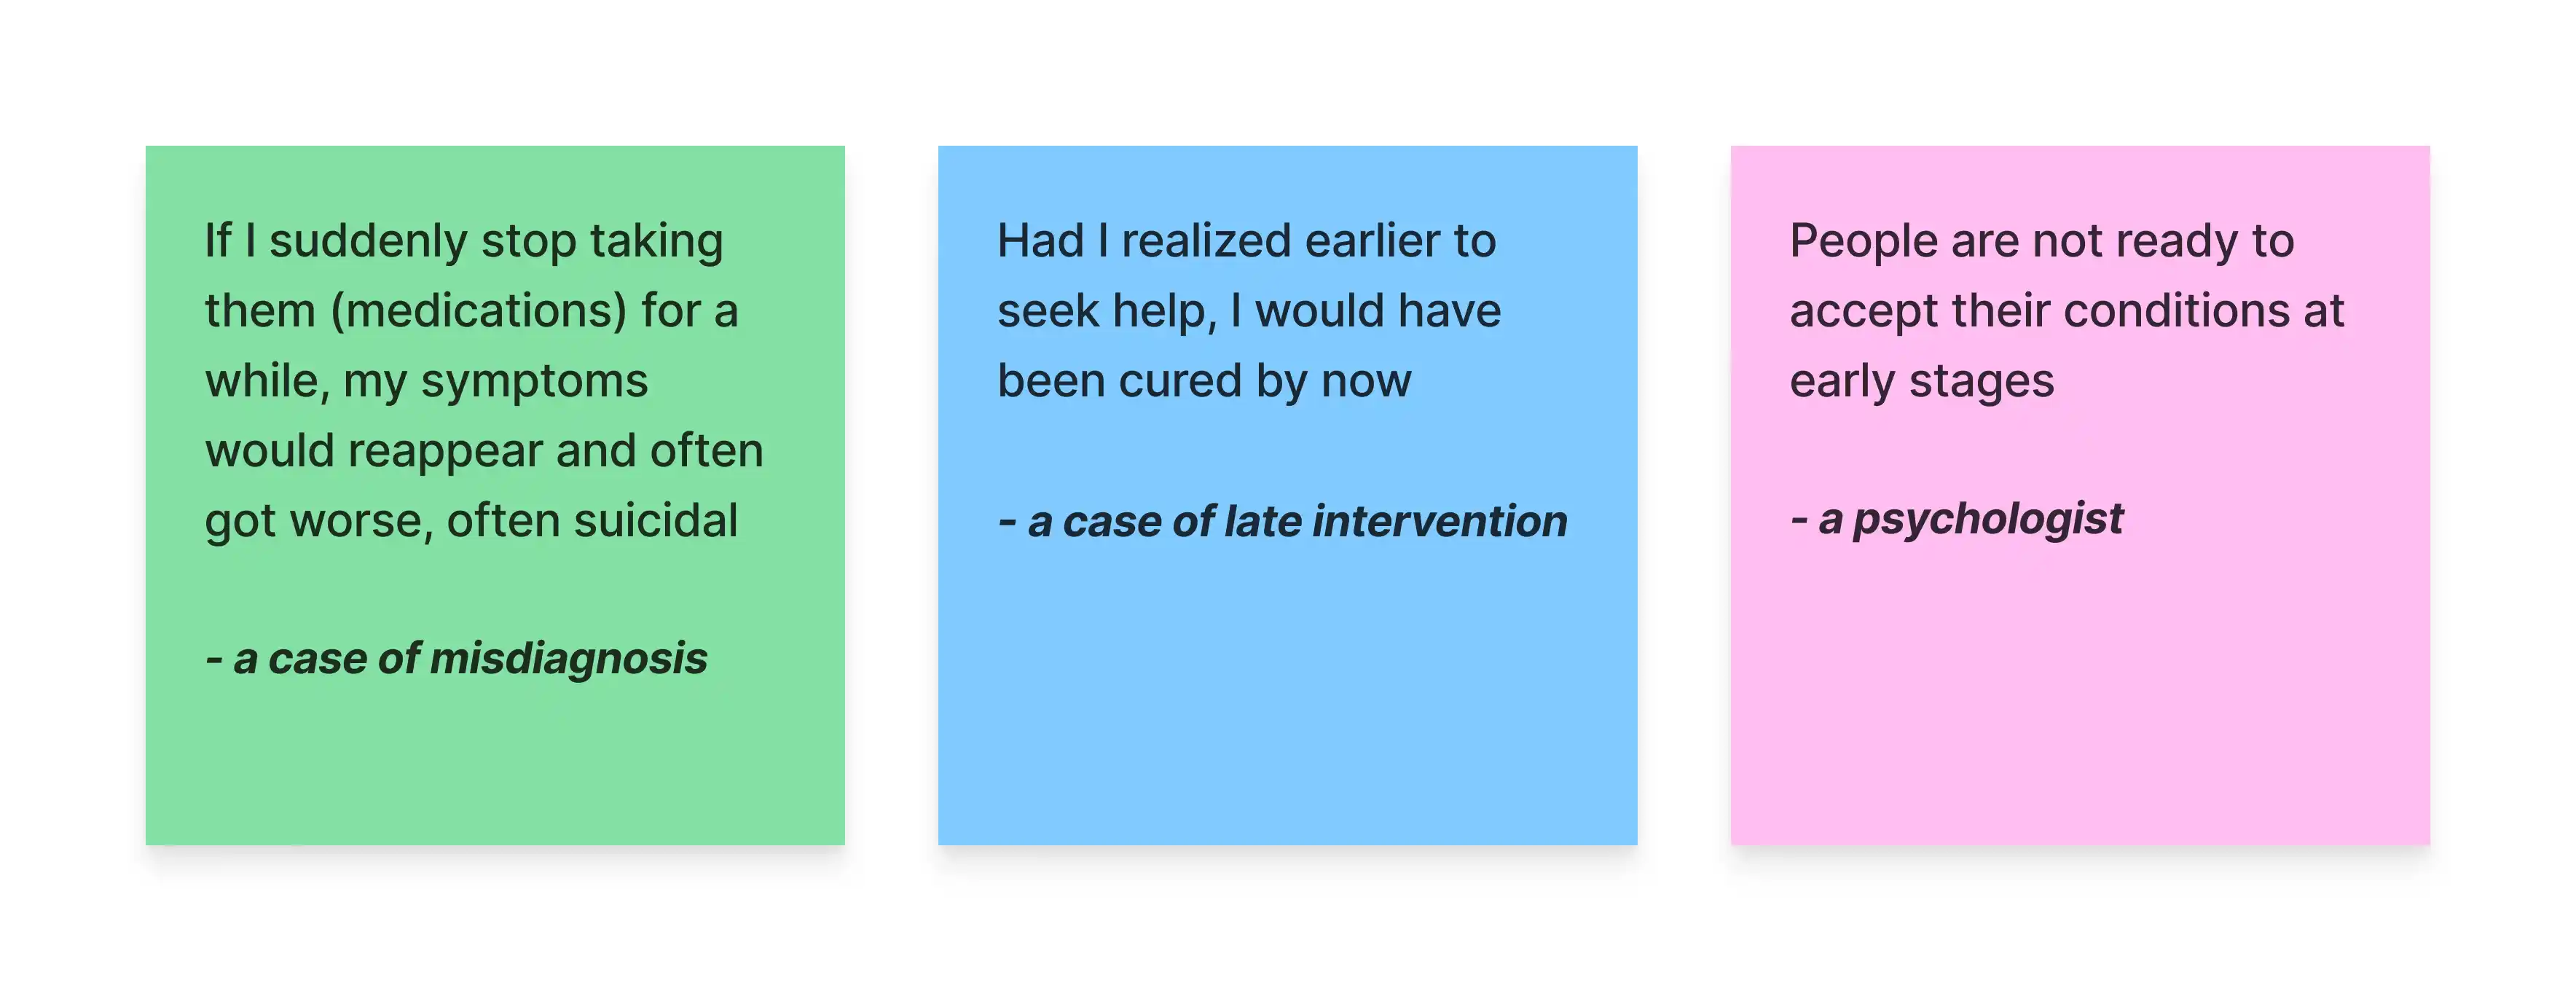 If I suddenly stop taking
them (medications) for a
while, my symptoms
would reappear and often
got worse, often suicidal
- a case of misdiagnosis
Had I realized earlier to
seek help, I would have
been cured by now
- a case of late intervention
People are not ready to
accept their conditions at
early stages
- a psychologist